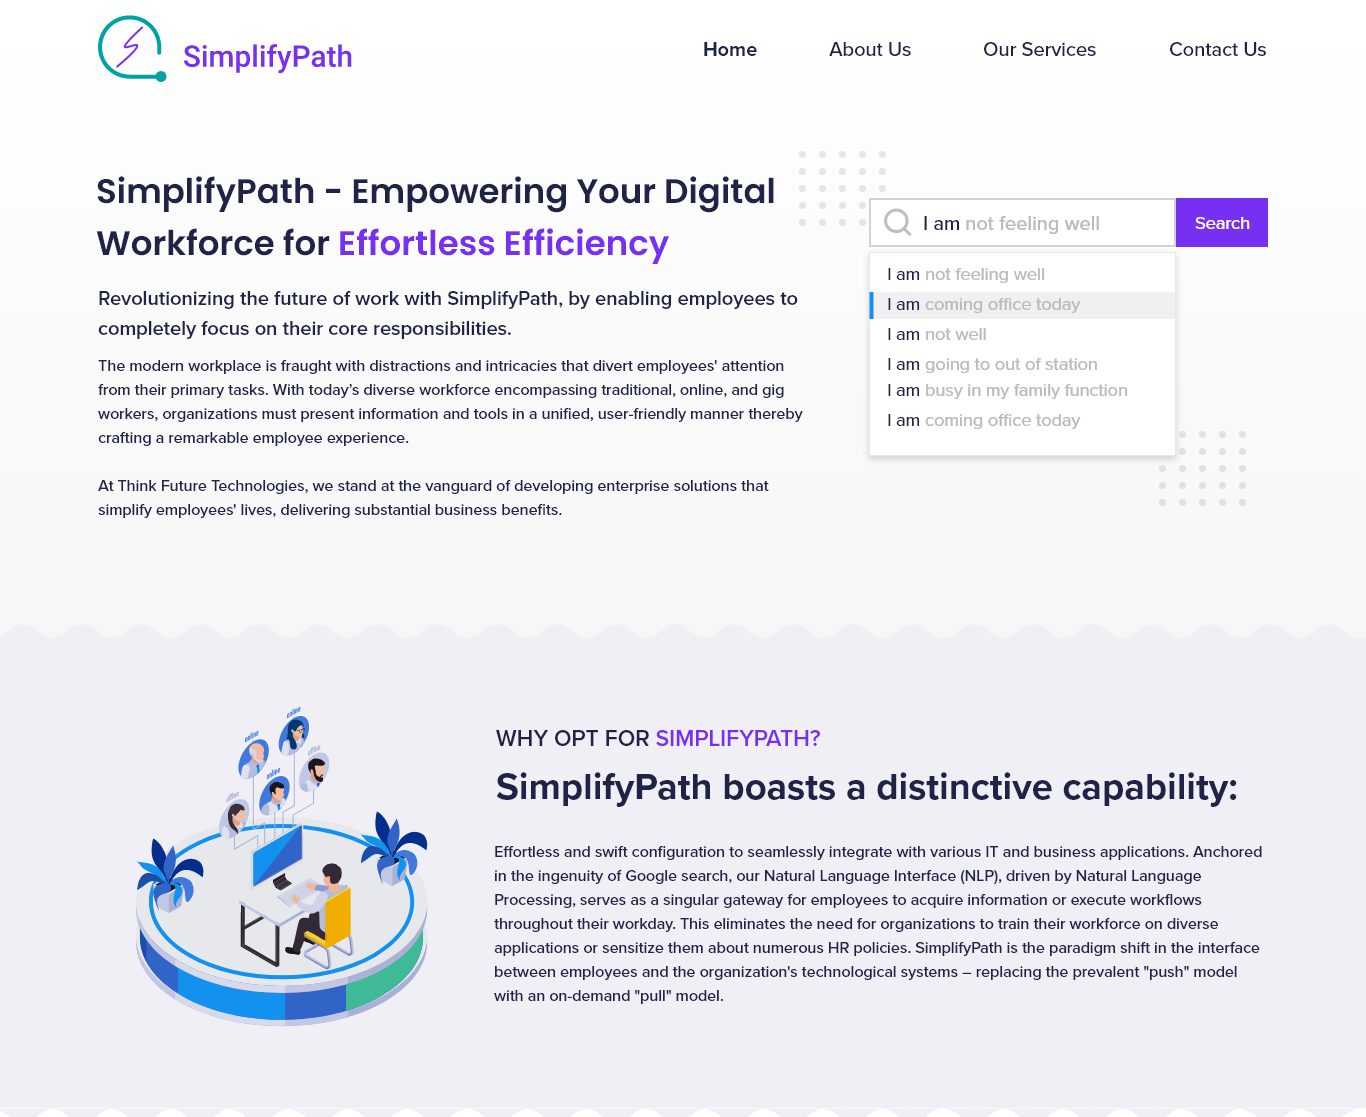 SimplifyPath
Home About Us Our Services Contact Us
SimplifyPath - Empowering Your Digital
Workforce for Effortless Efficiency
Revolutionizing the future of work with SimplifyPath, by enabling employees to
completely focus on their core responsibilities.
The modern workplace is fraught with distractions and intricacies that divert employees' attention
from their primary tasks. With today's diverse workforce encompassing traditional, online, and gig
workers, organizations must present information and tools in a unified, user-friendly manner thereby
crafting a remarkable employee experience.
At Think Future Technologies, we stand at the vanguard of developing enterprise solutions that
simplify employees' lives, delivering substantial business benefits.
I am not feeling well Search
I am not feeling well
I am coming office today
I am not well
I am going to out of station
I am busy in my family function
I am coming office today
online
online
offline
online
offline
WHY OPT FOR SIMPLIFYPATH?
SimplifyPath boasts a distinctive capability:
Effortless and swift configuration to seamlessly integrate with various IT and business applications. Anchored
in the ingenuity of Google search, our Natural Language Interface (NLP), driven by Natural Language
Processing, serves as a singular gateway for employees to acquire information or execute workflows
throughout their workday. This eliminates the need for organizations to train their workforce on diverse
applications or sensitize them about numerous HR policies. SimplifyPath is the paradigm shift in the interface
between employees and the organization's technological systems – replacing the prevalent "push" model
with an on-demand "pull" model.